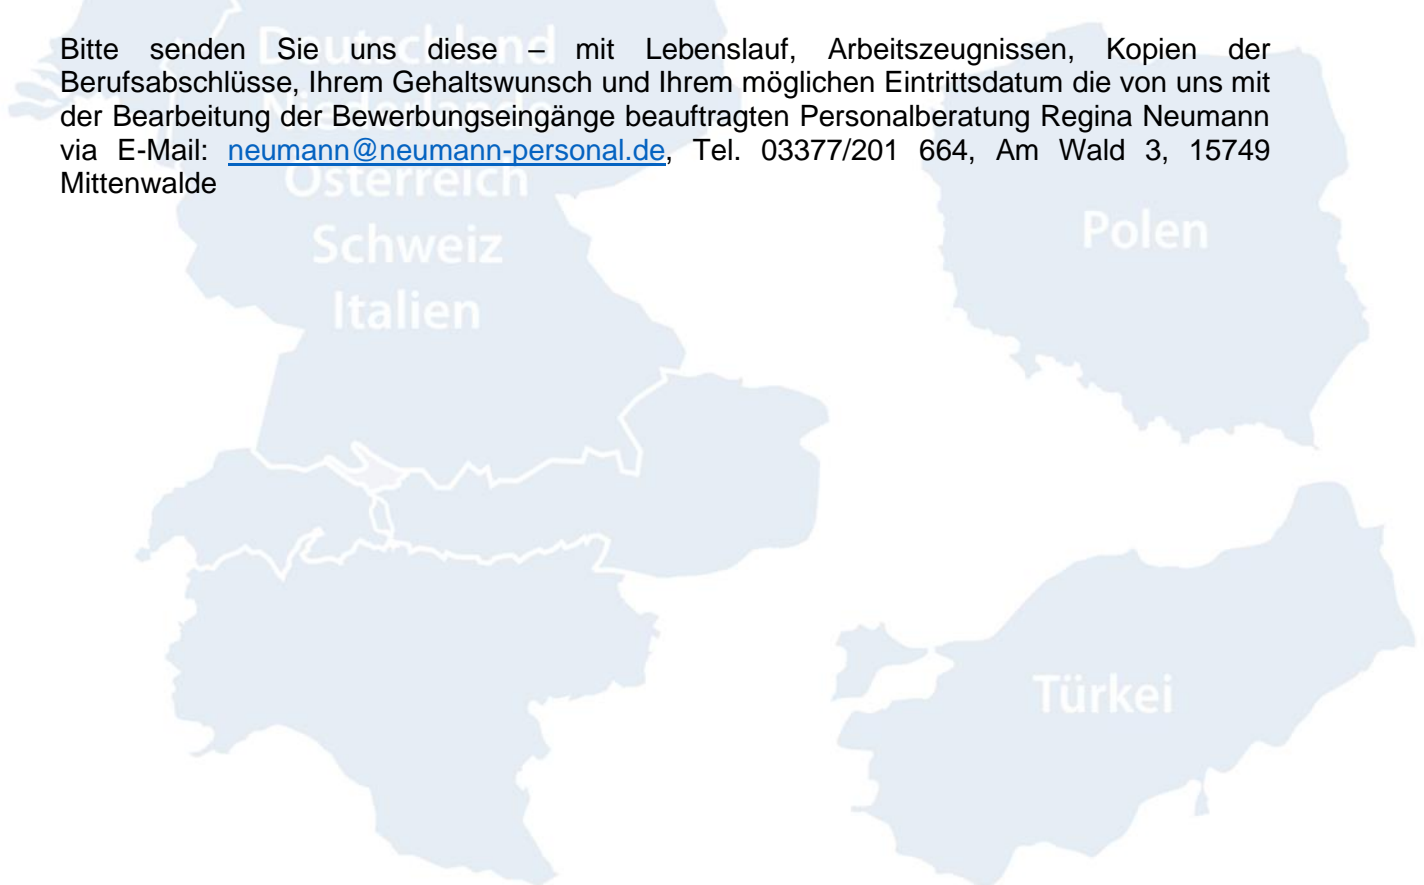 Deutschland
Bitte senden Sie uns diese – mit Lebenslauf, Arbeitszeugnissen, Kopien der
Berufsabschlüsse, Ihrem Gehaltswunsch und Ihrem möglichen Eintrittsdatum die von uns mit
Niederlande
der Bearbeitung der Bewerbungseingänge beauftragten Personalberatung Regina Neumann
via E-Mail: neumann@neumann-personal.de, Tel. 03377/201 664, Am Wald 3, 15749
Mittenwalde
Österreich
Schweiz
Italien
Polen
Türkei